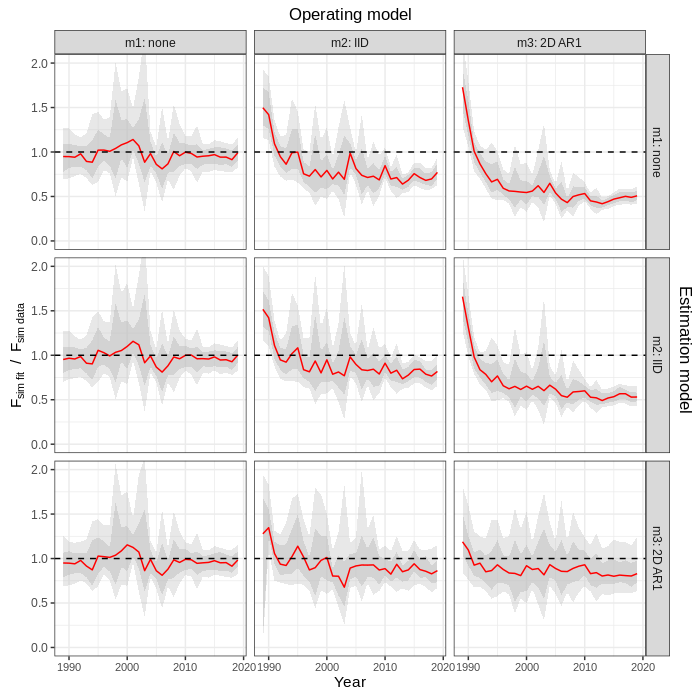 Operating model
m1: none
m2: IID
m3: 2D AR1
2.0
1.5
1.0
0.5
0.0
m1: none
2.0
1.5
1.0
0.5
0.0
m2: IID
2.0
1.5
1.0
0.5
0.0
m3: 2D AR1
Fsim fit / Fsim data
Estimation model
1990 2000 2010 2020 1990 2000 2010 2020 1990 2000 2010 2020
Year